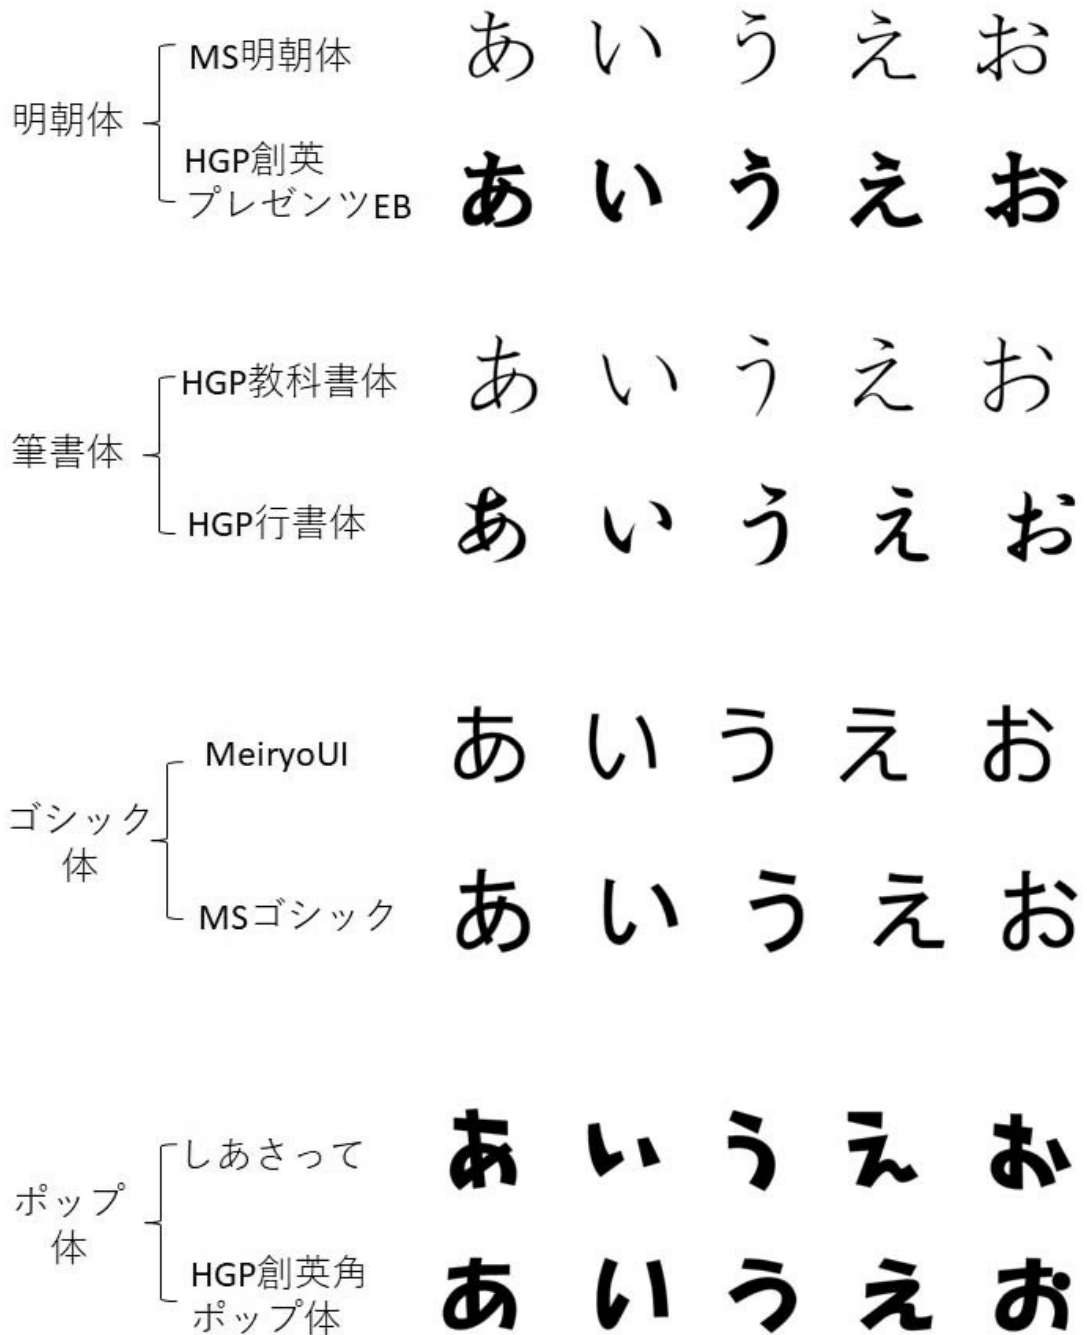 明朝体
MS明朝体
あ い う え お
HGP創英
プレゼンツEB
あ い う え お
筆書体
HGP教科書体
あ い う え お
HGP行書体
あ い う え お
ゴシック
体
MeiryoUI
あ い う え お
MSゴシック
あ い う え お
ポップ
体
しあさって
あ い う え お
HGP創英角
ポップ体
あ い う え お